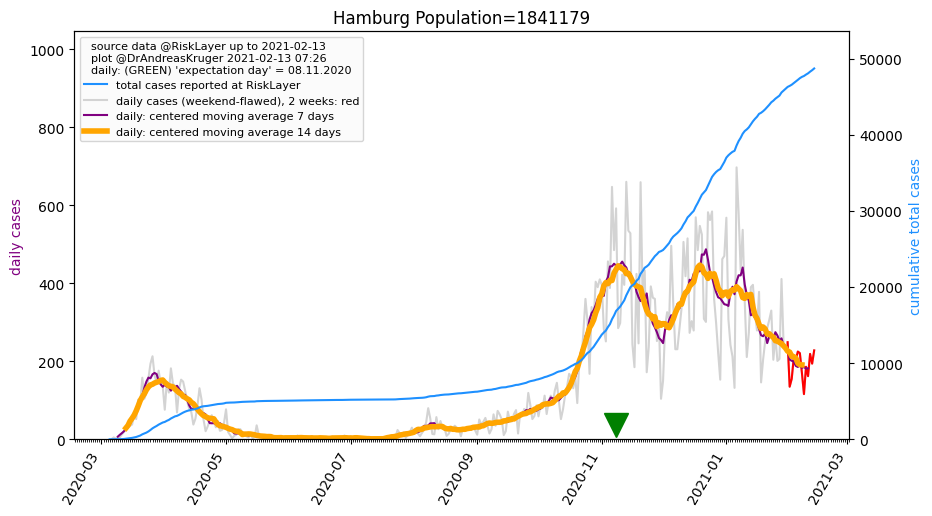 Hamburg Population=1841179
source data @RiskLayer up to 2021-02-13
plot @DrAndreasKruger 2021-02-13 07:26
daily: (GREEN) 'expectation day' = 08.11.2020
total cases reported at RiskLayer
daily cases (weekend-flawed), 2 weeks: red
daily: centered moving average 7 days
daily: centered moving average 14 days
daily cases
1000
800
600
400
200
0
cumulative total cases
50000
40000
30000
20000
10000
0
2020-03
2020-05
2020-07
2020-09
2020-11
2021-01
2021-03